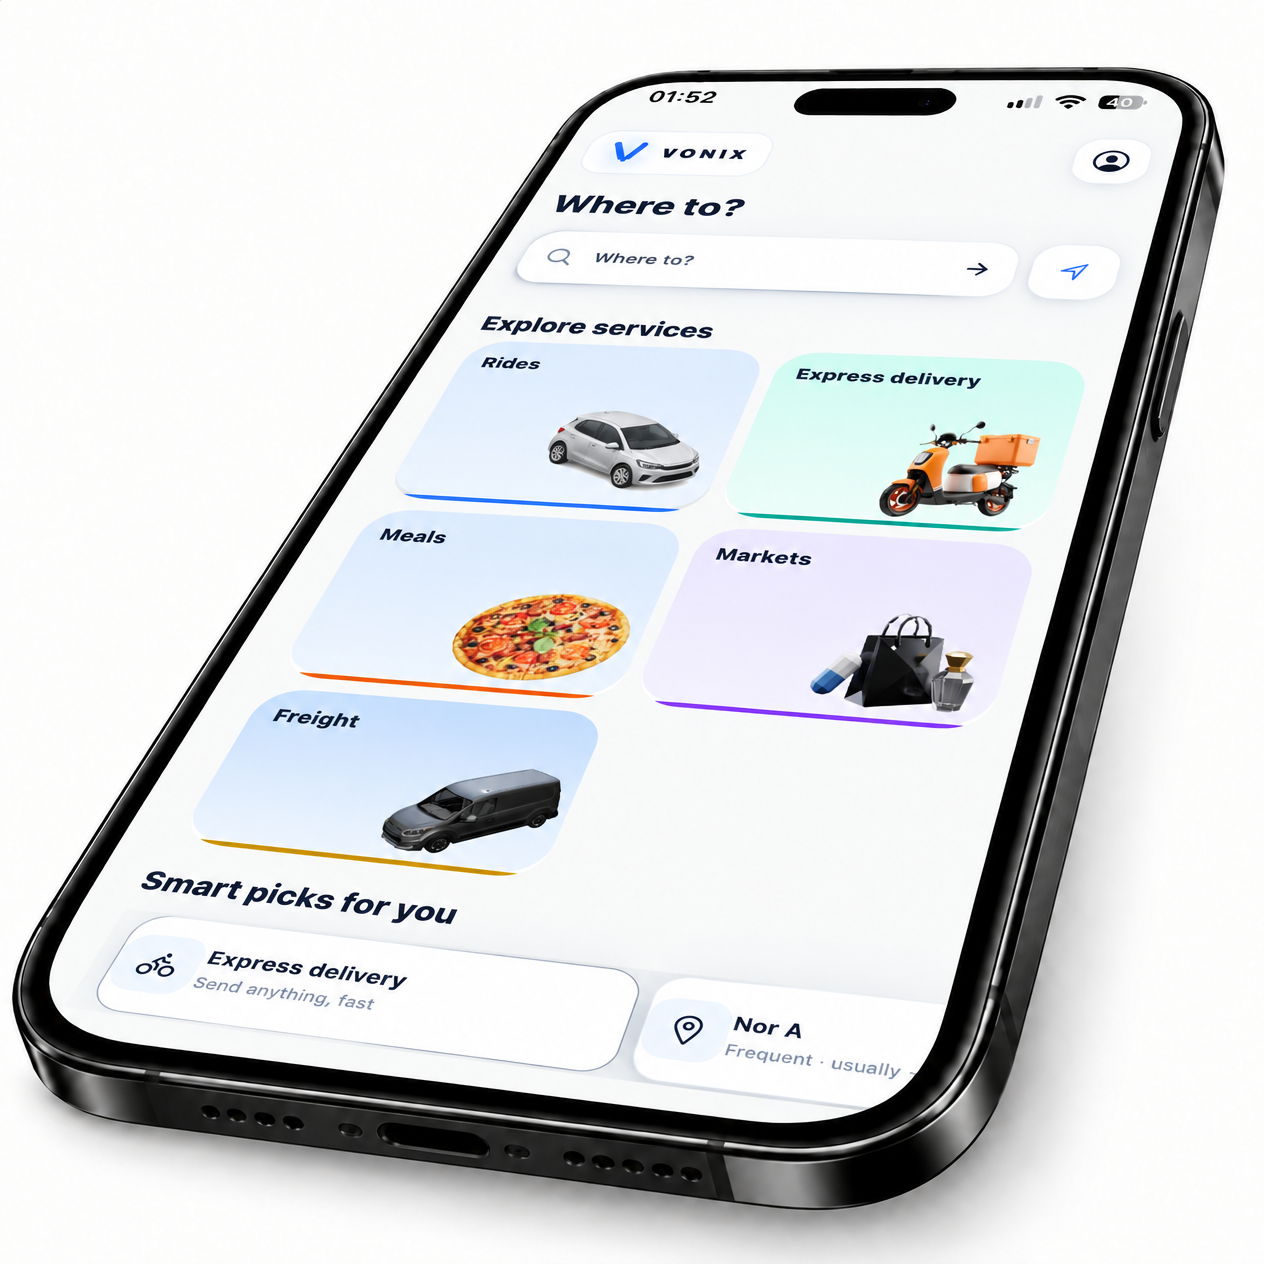 01:52
40
VONIX
Where to?
Where to?
Explore services
Rides
Express delivery
Meals
Markets
Freight
Smart picks for you
Express delivery
Send anything, fast
Nor A
Frequent · usually